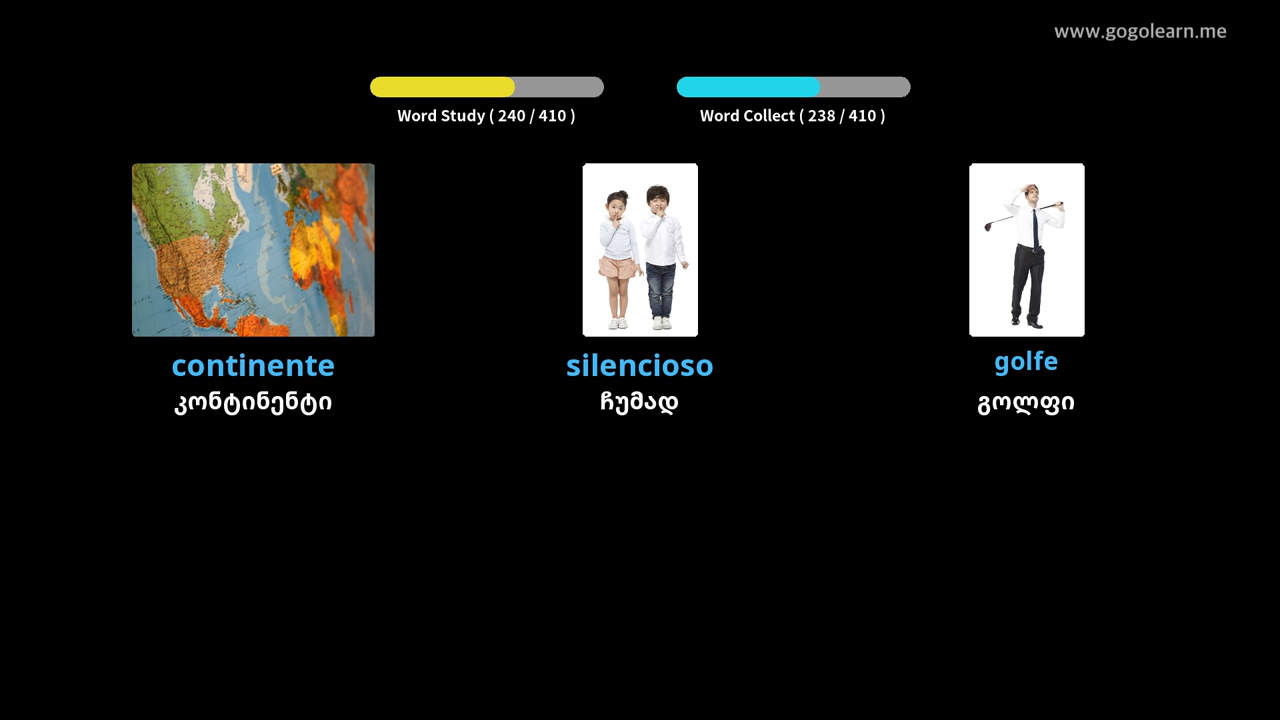 www.gogolearn.me
Word Study ( 240 / 410 )
Word Collect ( 238 / 410 )
continente
კონტინენტი
silencioso
ჩუმად
golfe
გოლფი